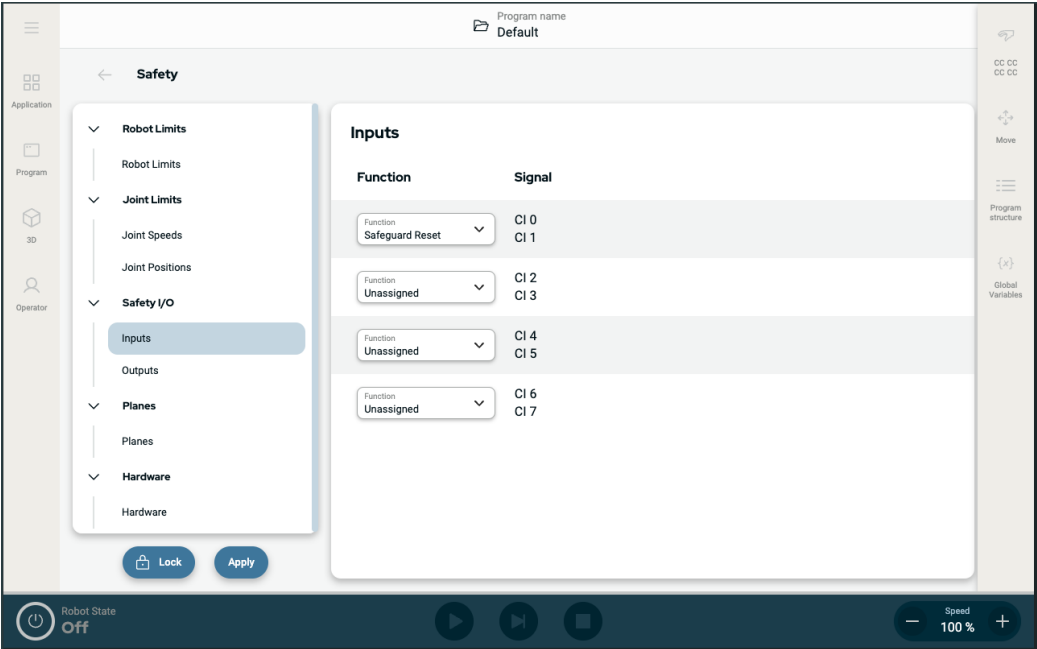 Program name
Default
Application
Program
3D
Operator
Safety
Robot Limits
Robot Limits
Joint Limits
Joint Speeds
Joint Positions
Safety I/O
Inputs
Outputs
Planes
Planes
Hardware
Hardware
Lock
Apply
Inputs
Function
Signal
Function
Safeguard Reset
CI 0
CI 1
Function
Unassigned
CI 2
CI 3
Function
Unassigned
CI 4
CI 5
Function
Unassigned
CI 6
CI 7
CC CC
CC CC
Move
Program
structure
{x}
Global
Variables
Robot State
Off
Speed
100 %